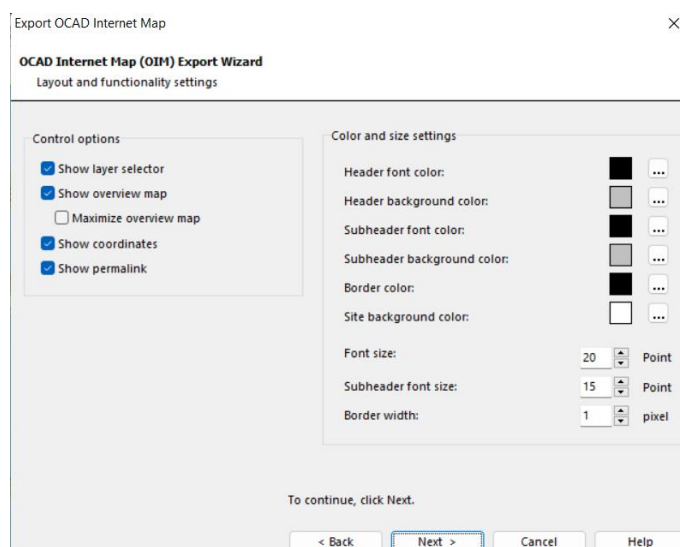 Export OCAD Internet Map
OCAD Internet Map (OIM) Export Wizard
Layout and functionality settings
Control options
Show layer selector
Show overview map
Maximize overview map
Show coordinates
Show permalink
Color and size settings
Header font color: ...
Header background color: ...
Subheader font color: ...
Subheader background color: ...
Border color: ...
Site background color: ...
Font size: 20 Point
Subheader font size: 15 Point
Border width: 1 pixel
To continue, click Next.
< Back Next > Cancel Help